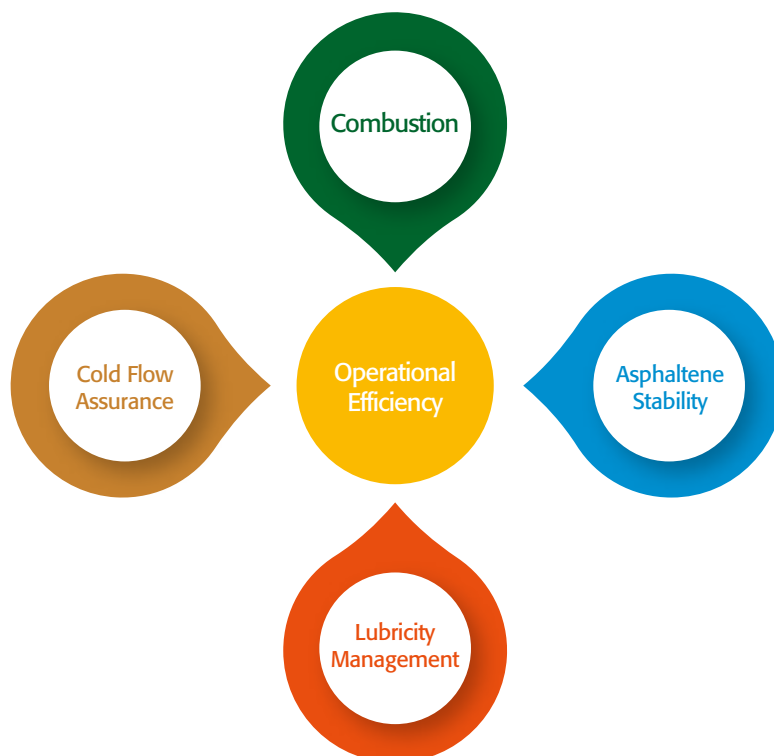 Combustion
Cold Flow
Assurance
Operational
Efficiency
Asphaltene
Stability
Lubricity
Management